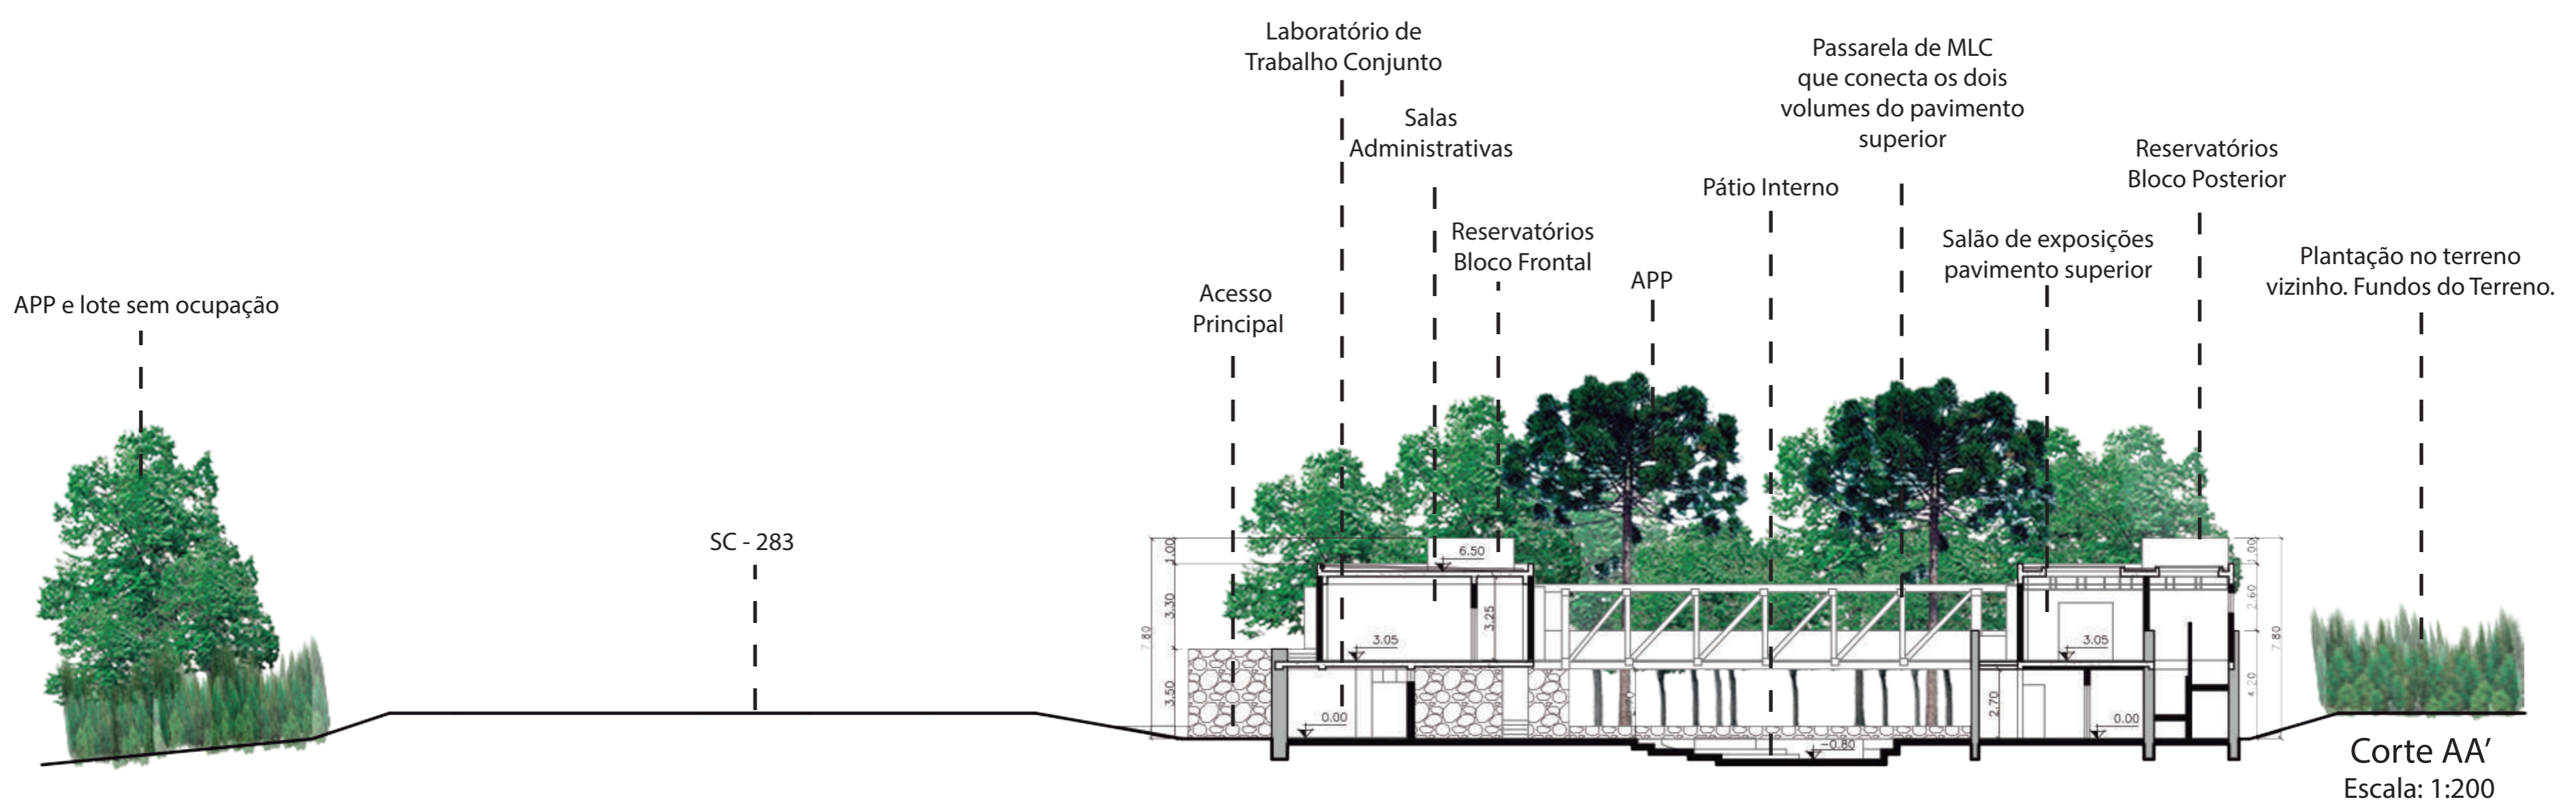 Laboratório de
Trabalho Conjunto
Passarela de MLC
que conecta os dois
volumes do pavimento
superior
Salas
Administrativas
Reservatórios
Bloco Posterior
Pátio Interno
Reservatórios
Bloco Frontal
Salão de exposições
pavimento superior
Plantação no terreno
vizinho. Fundos do Terreno.
APP
Acesso
Principal
APP e lote sem ocupação
SC - 283
1.00
3.30
3.50
7.80
6.50
3.25
3.05
0.00
-0.80
2.70
3.05
0.00
1.00
2.60
4.20
7.80
Corte AA’
Escala: 1:200